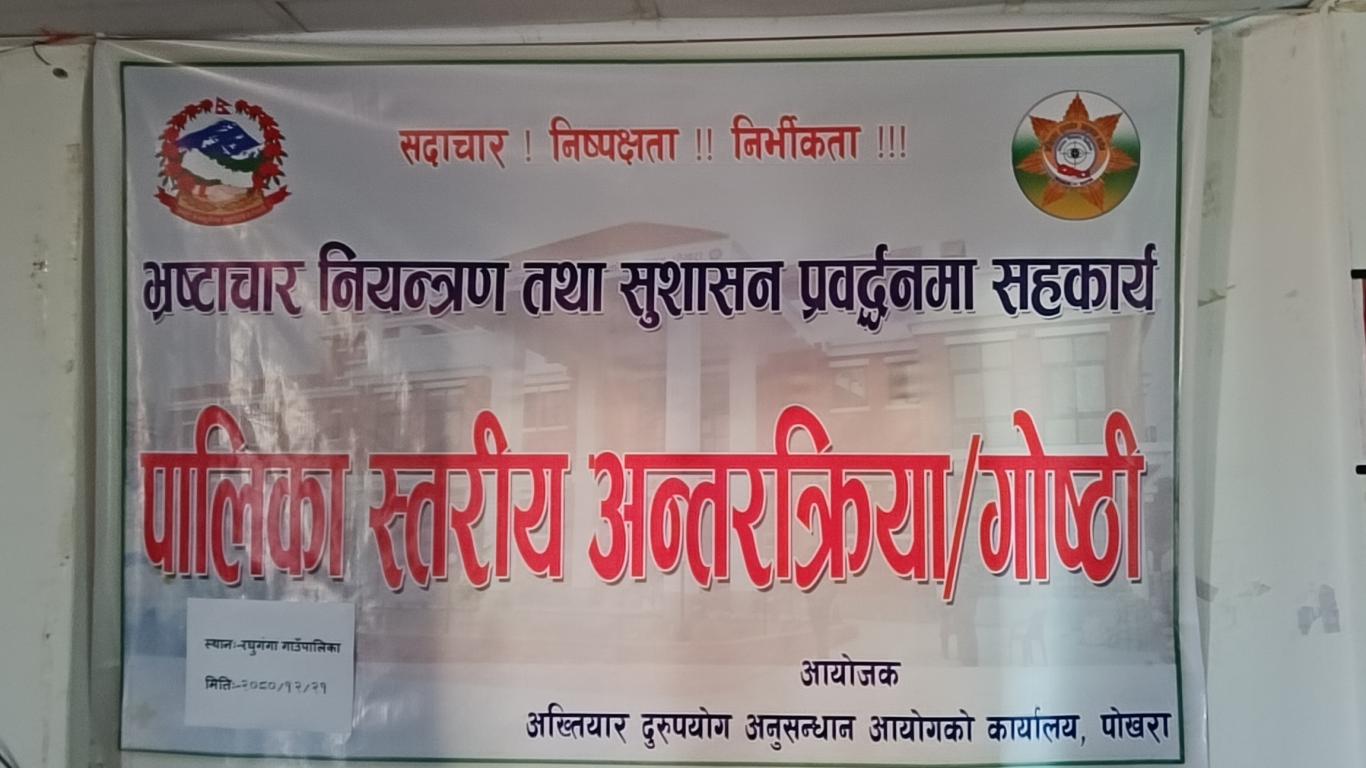 सदाचार ! निष्पक्षता !! निर्भीकता !!!
भ्रष्टाचार नियन्त्रण तथा सुशासन प्रवर्द्धनमा सहकार्य
पालिका स्तरीय अन्तरक्रिया/गोष्ठी
स्थानः-रघुगंगा गाउँपालिका
मितिः-२०८०/१२/२१
आयोजक
अख्तियार दुरुपयोग अनुसन्धान आयोगको कार्यालय, पोखरा